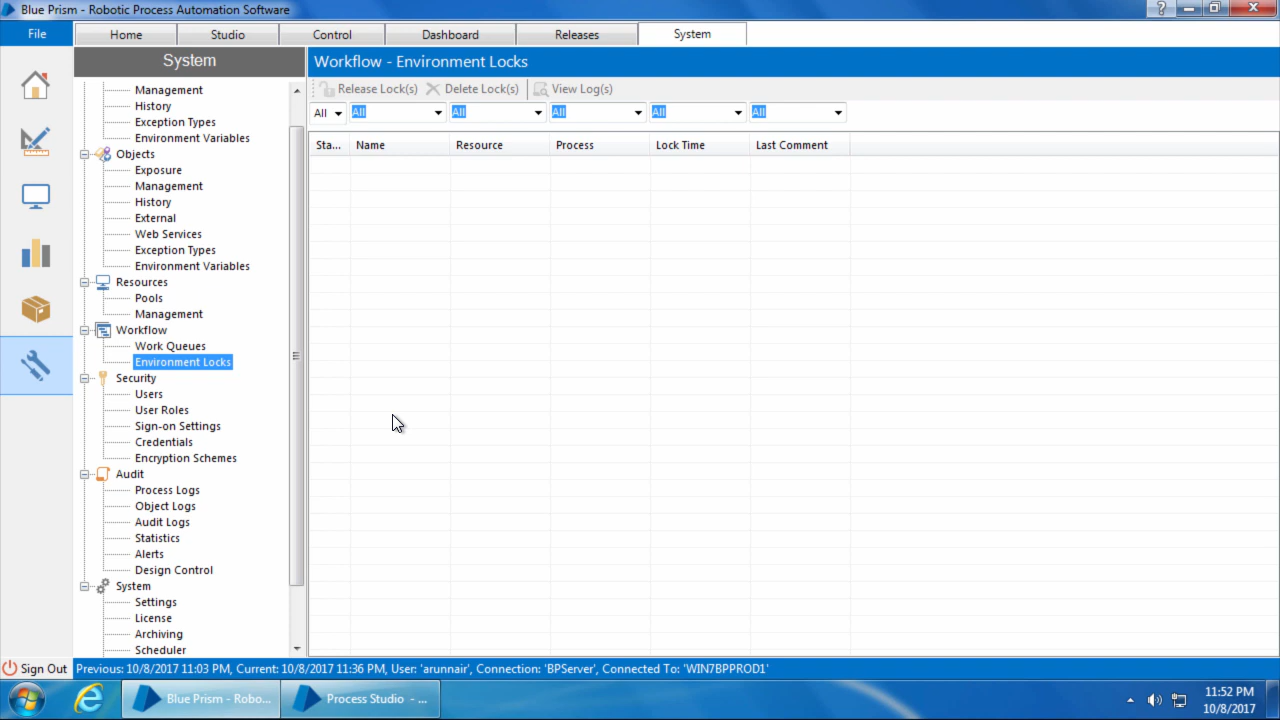 Blue Prism - Robotic Process Automation Software
File
Home
Studio
Control
Dashboard
Releases
System
System
Management
History
Exception Types
Environment Variables
Objects
Exposure
Management
History
External
Web Services
Exception Types
Environment Variables
Resources
Pools
Management
Workflow
Work Queues
Environment Locks
Security
Users
User Roles
Sign-on Settings
Credentials
Encryption Schemes
Audit
Process Logs
Object Logs
Audit Logs
Statistics
Alerts
Design Control
System
Settings
License
Archiving
Scheduler
Workflow - Environment Locks
Release Lock(s) Delete Lock(s) View Log(s)
All All All All All All
Sta... Name Resource Process Lock Time Last Comment
Sign Out Previous: 10/8/2017 11:03 PM, Current: 10/8/2017 11:36 PM, User: 'arunnair', Connection: 'BPServer', Connected To: 'WIN7BPPROD1'
Blue Prism - Robo...
Process Studio - ...
11:52 PM
10/8/2017